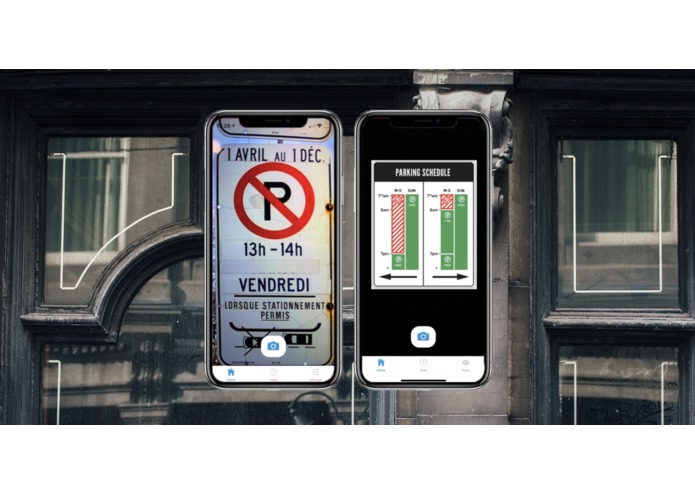 1 AVRIL AU 1 DÉC.
P
13h - 14h
VENDREDI
LORSQUE STATIONNEMENT
PERMIS
Home
Help
Settings
PARKING SCHEDULE
M-S SUN M-S SUN
7am 7am
8am 8am
7pm 7pm
Home
Help